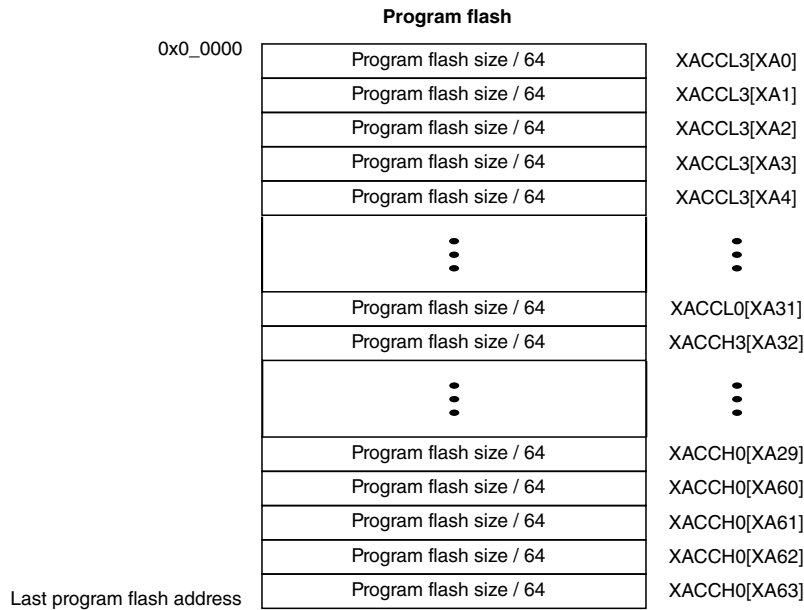 Program flash
0x0_0000
Program flash size / 64 XACCL3[XA0]
Program flash size / 64 XACCL3[XA1]
Program flash size / 64 XACCL3[XA2]
Program flash size / 64 XACCL3[XA3]
Program flash size / 64 XACCL3[XA4]
Program flash size / 64 XACCL0[XA31]
Program flash size / 64 XACCH3[XA32]
Program flash size / 64 XACCH0[XA29]
Program flash size / 64 XACCH0[XA60]
Program flash size / 64 XACCH0[XA61]
Program flash size / 64 XACCH0[XA62]
Program flash size / 64 XACCH0[XA63]
Last program flash address